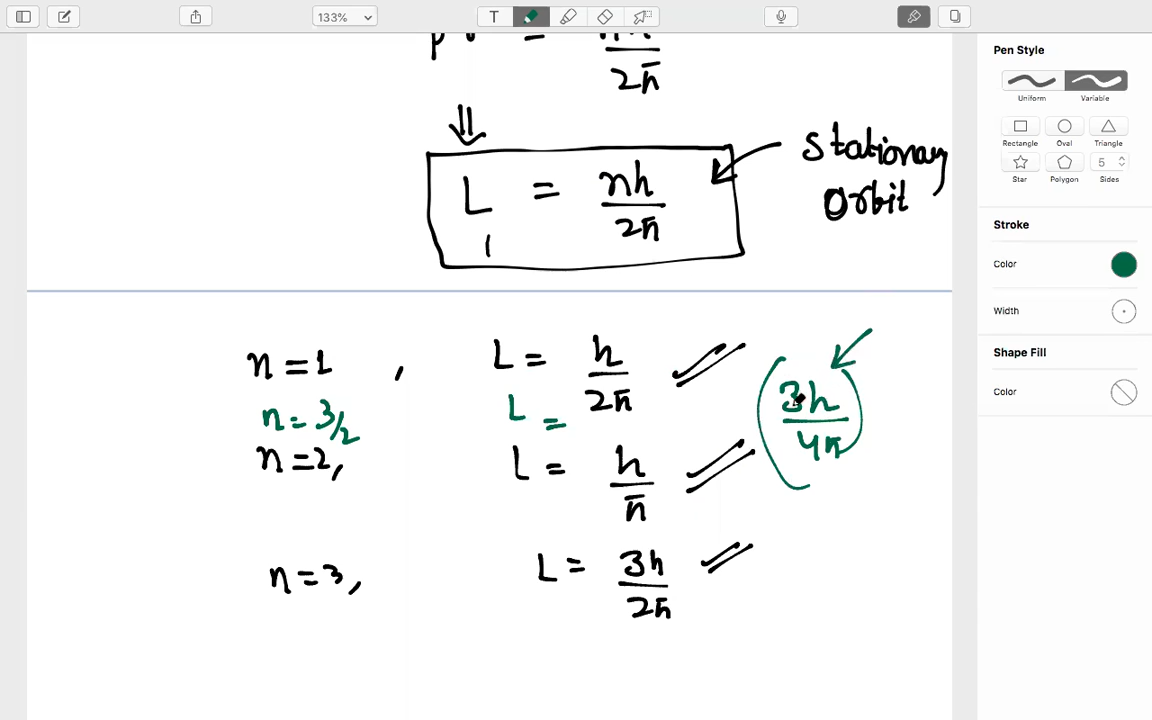 133%
T
Pen Style
Uniform Variable
Rectangle Oval Triangle
5
Star Polygon Sides
Stroke
Color
Width
Shape Fill
Color
=
2π
⇓
L = nh/2π
stationary
orbit
n = 1 , L = h/2π
n = 3/2 L = 3h/4π
n = 2, L = h/π
n = 3, L = 3h/2π